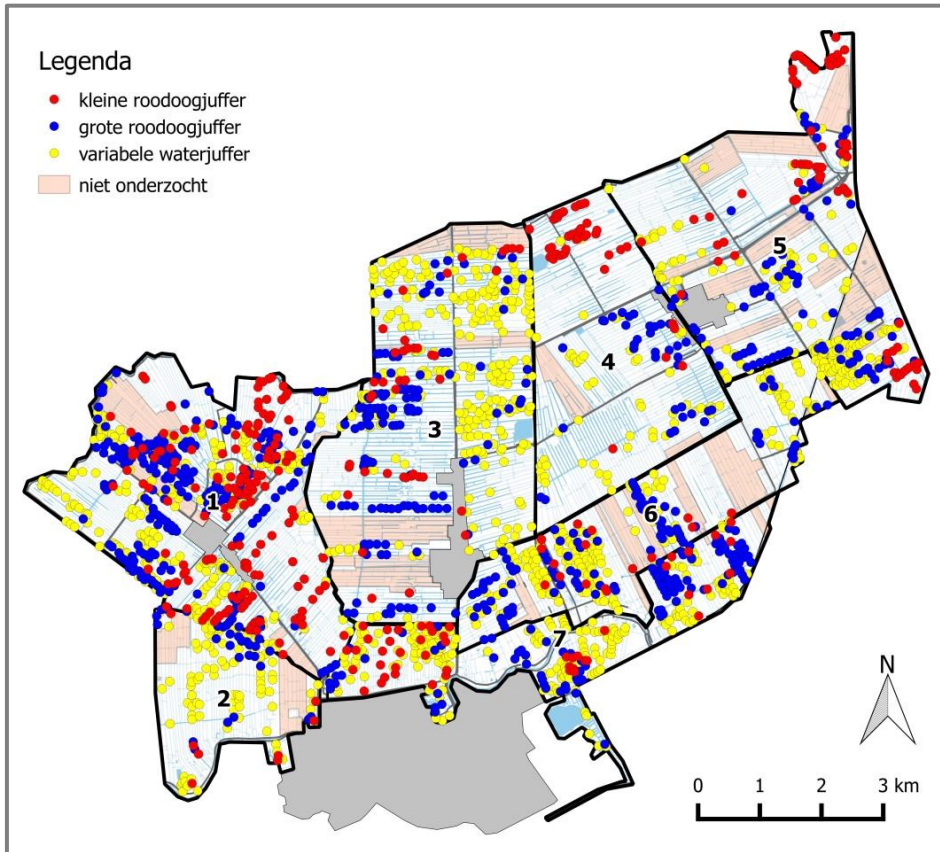 Legenda
kleine roodoogjuffer
grote roodoogjuffer
variabele waterjuffer
niet onderzocht
5
4
3
1
6
7
2
N
0 1 2 3 km